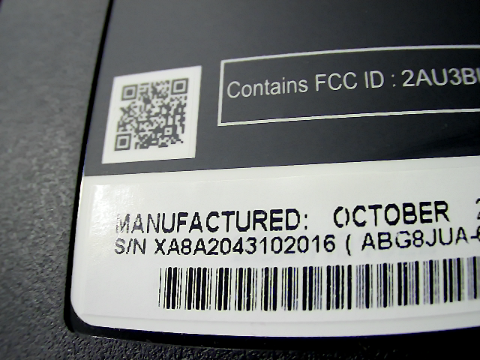 Contains FCC ID : 2AU3B
MANUFACTURED: OCTOBER
S/N XA8A2043102016 ( ABG8JUA-